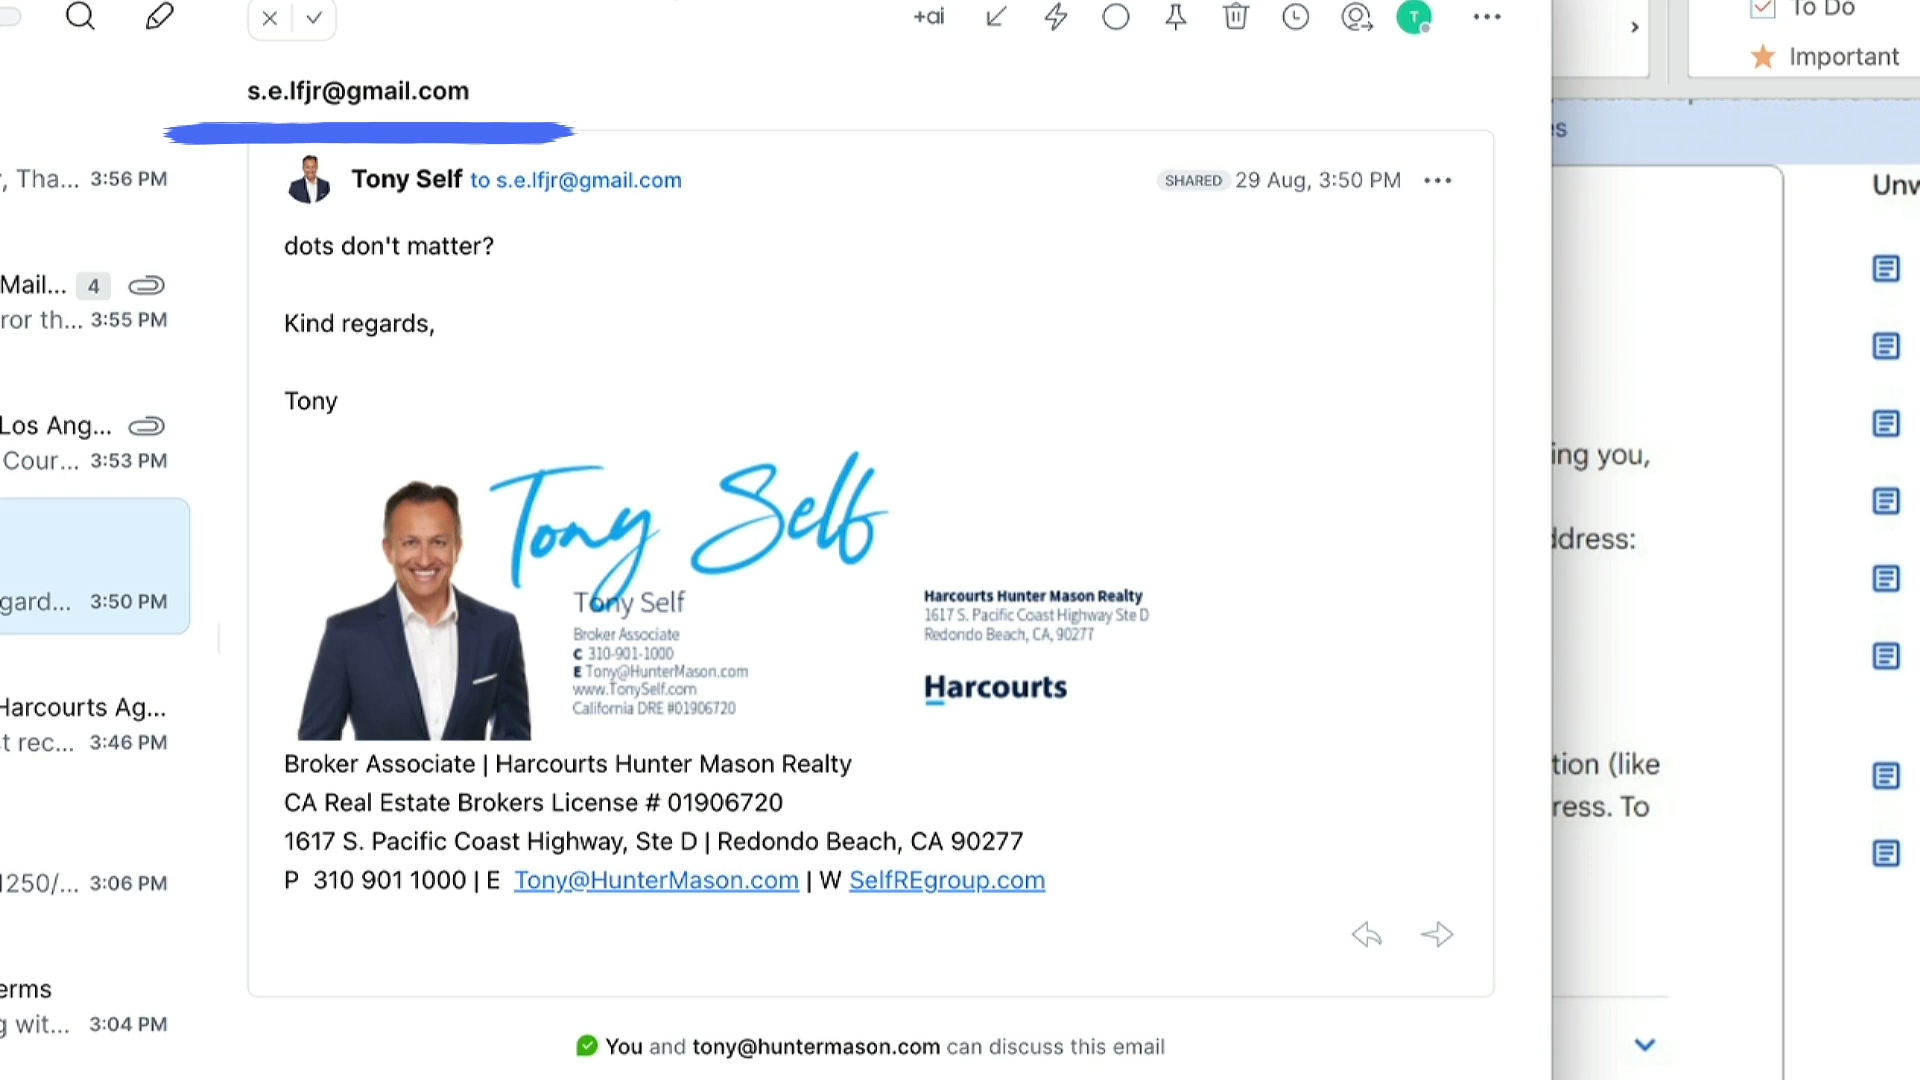 +ai
T
To Do
Important
s.e.lfjr@gmail.com
Tha... 3:56 PM
Mail... 4
ror th... 3:55 PM
Los Ang...
Cour... 3:53 PM
gard... 3:50 PM
Harcourts Ag...
t rec... 3:46 PM
1250/... 3:06 PM
erms
g wit... 3:04 PM
Tony Self to s.e.lfjr@gmail.com SHARED 29 Aug, 3:50 PM
dots don't matter?
Kind regards,
Tony
Tony Self
Tony Self
Broker Associate
C 310-901-1000
E Tony@HunterMason.com
www.TonySelf.com
California DRE #01906720
Harcourts Hunter Mason Realty
1617 S. Pacific Coast Highway Ste D
Redondo Beach, CA, 90277
Harcourts
Broker Associate | Harcourts Hunter Mason Realty
CA Real Estate Brokers License # 01906720
1617 S. Pacific Coast Highway, Ste D | Redondo Beach, CA 90277
P 310 901 1000 | E Tony@HunterMason.com | W SelfREgroup.com
You and tony@huntermason.com can discuss this email
es
Unw
ing you,
ddress:
tion (like
ress. To